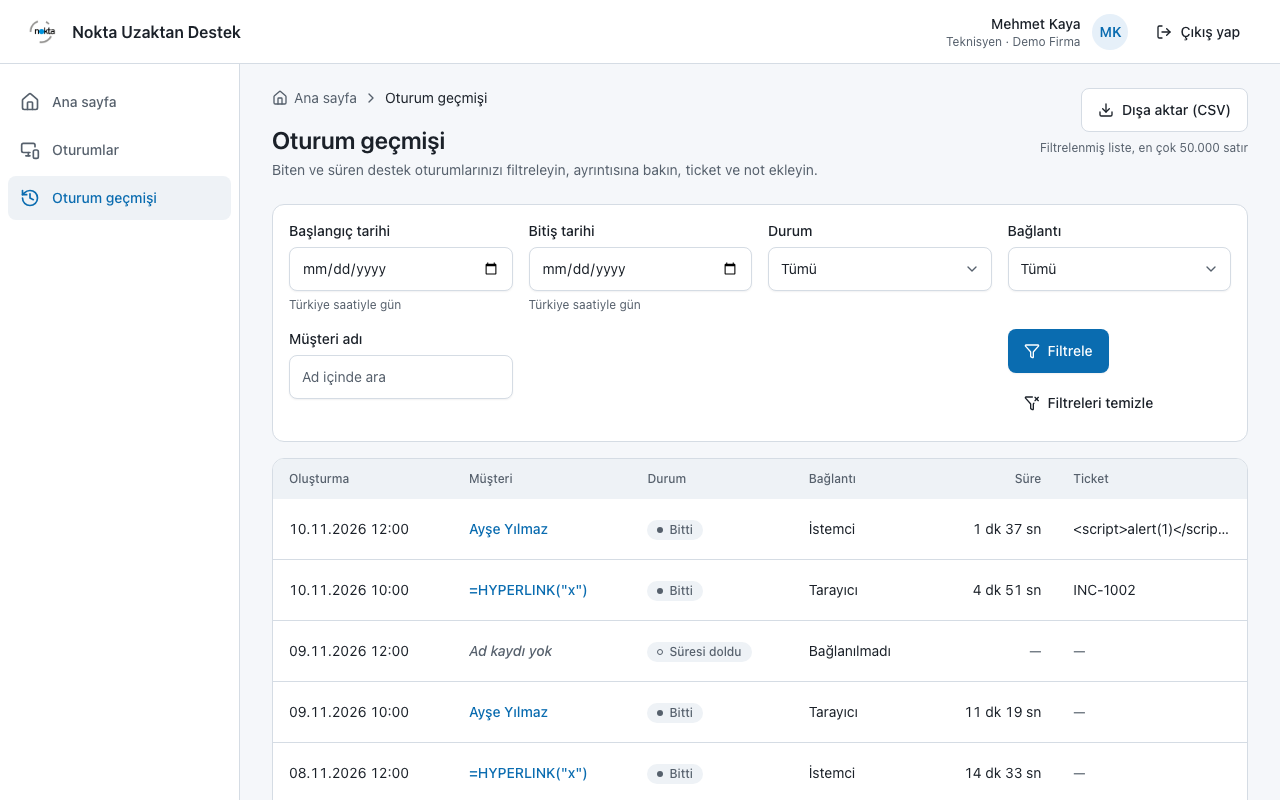 nokta
Nokta Uzaktan Destek
Mehmet Kaya
Teknisyen · Demo Firma
MK
Çıkış yap
Ana sayfa
Oturumlar
Oturum geçmişi
Ana sayfa > Oturum geçmişi
Dışa aktar (CSV)
Filtrelenmiş liste, en çok 50.000 satır
Oturum geçmişi
Biten ve süren destek oturumlarınızı filtreleyin, ayrıntısına bakın, ticket ve not ekleyin.
Başlangıç tarihi Bitiş tarihi Durum Bağlantı
mm/dd/yyyy mm/dd/yyyy Tümü Tümü
Türkiye saatiyle gün Türkiye saatiyle gün
Müşteri adı
Ad içinde ara
Filtrele
Filtreleri temizle
Oluşturma Müşteri Durum Bağlantı Süre Ticket
10.11.2026 12:00 Ayşe Yılmaz Bitti İstemci 1 dk 37 sn <script>alert(1)</scrip...
10.11.2026 10:00 =HYPERLINK("x") Bitti Tarayıcı 4 dk 51 sn INC-1002
09.11.2026 12:00 Ad kaydı yok Süresi doldu Bağlanılmadı — —
09.11.2026 10:00 Ayşe Yılmaz Bitti Tarayıcı 11 dk 19 sn —
08.11.2026 12:00 =HYPERLINK("x") Bitti İstemci 14 dk 33 sn —